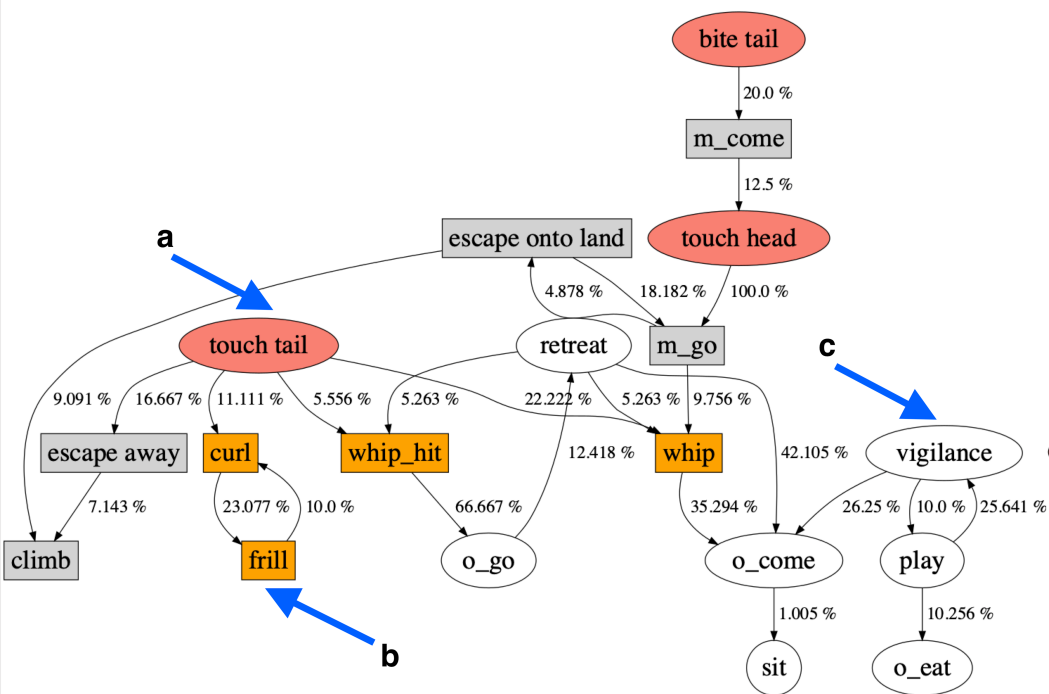 bite tail
20.0 %
m_come
12.5 %
escape onto land
touch head
a
4.878 %
18.182 %
100.0 %
touch tail
retreat
m_go
c
9.091 %
16.667 %
11.111 %
5.556 %
5.263 %
22.222 %
5.263 %
9.756 %
escape away
curl
whip_hit
12.418 %
whip
42.105 %
vigilance
7.143 %
23.077 %
10.0 %
66.667 %
35.294 %
26.25 %
10.0 %
25.641 %
climb
frill
o_go
o_come
play
1.005 %
10.256 %
b
sit
o_eat